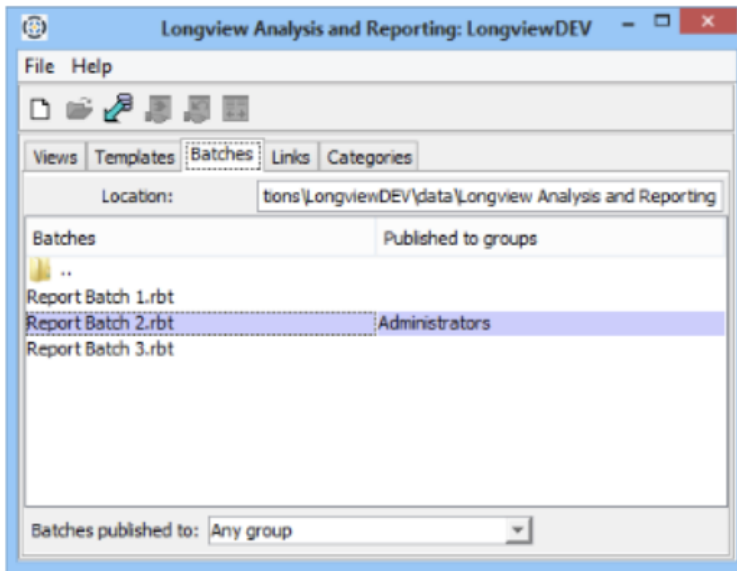 Longview Analysis and Reporting: LongviewDEV
File Help
Views Templates Batches Links Categories
Location: tions\LongviewDEV\data\Longview Analysis and Reporting
Batches Published to groups
..
Report Batch 1.rbt
Report Batch 2.rbt Administrators
Report Batch 3.rbt
Batches published to: Any group